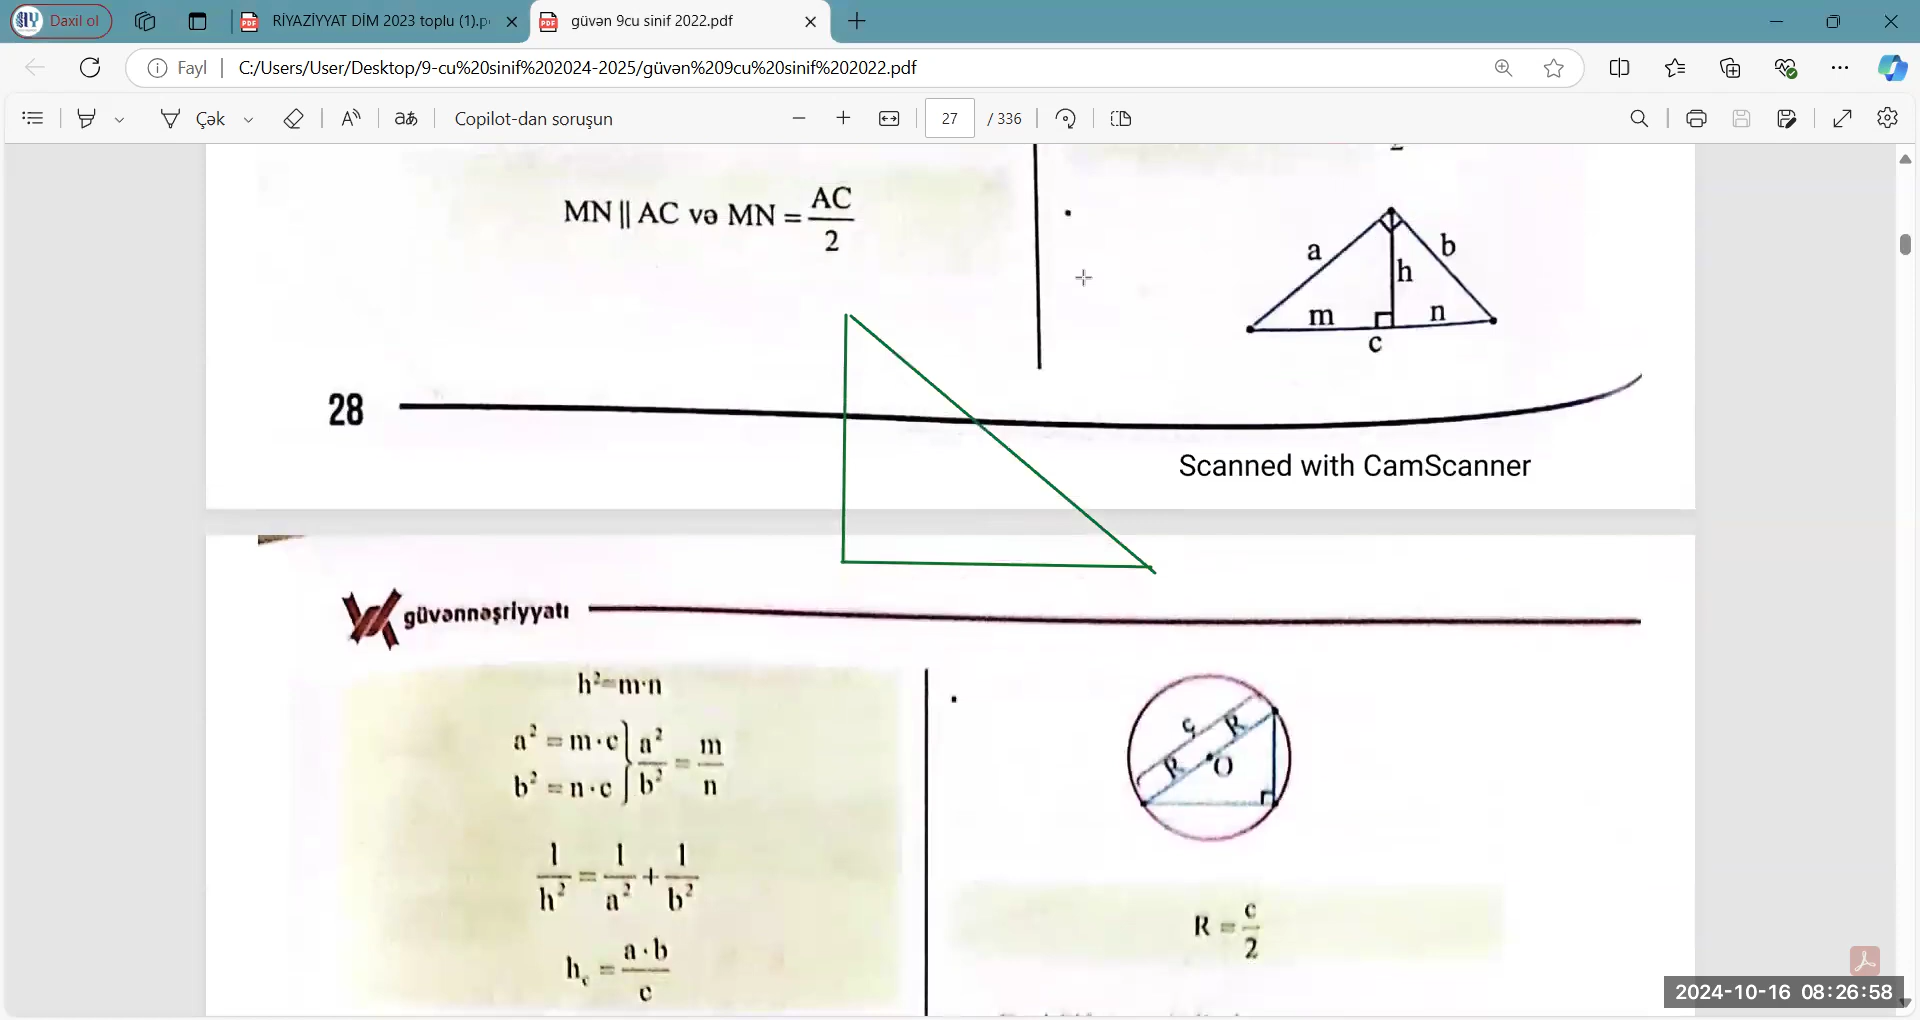 Daxil ol
RİYAZİYYAT DİM 2023 toplu (1).p
güvən 9cu sinif 2022.pdf
Fayl
C:/Users/User/Desktop/9-cu%20sinif%202024-2025/güvən%209cu%20sinif%202022.pdf
Çək
aあ
Copilot-dan soruşun
27 / 336
MN || AC və MN = AC/2
2
a
b
h
m
n
c
28
Scanned with CamScanner
güvənnəşriyyatı
h²=m·n
a² = m·c
b² = n·c
a²/b² = m/n
1/h² = 1/a² + 1/b²
h_c = a·b/c
c
R
R
O
R = c/2
2024-10-16 08:26:58